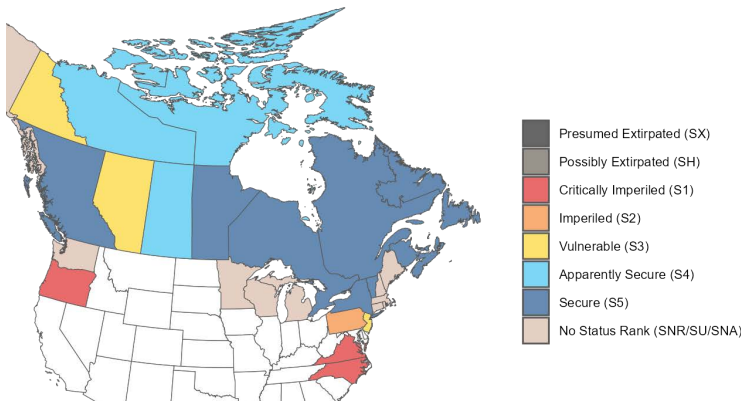 Presumed Extirpated (SX)
Possibly Extirpated (SH)
Critically Imperiled (S1)
Imperiled (S2)
Vulnerable (S3)
Apparently Secure (S4)
Secure (S5)
No Status Rank (SNR/SU/SNA)